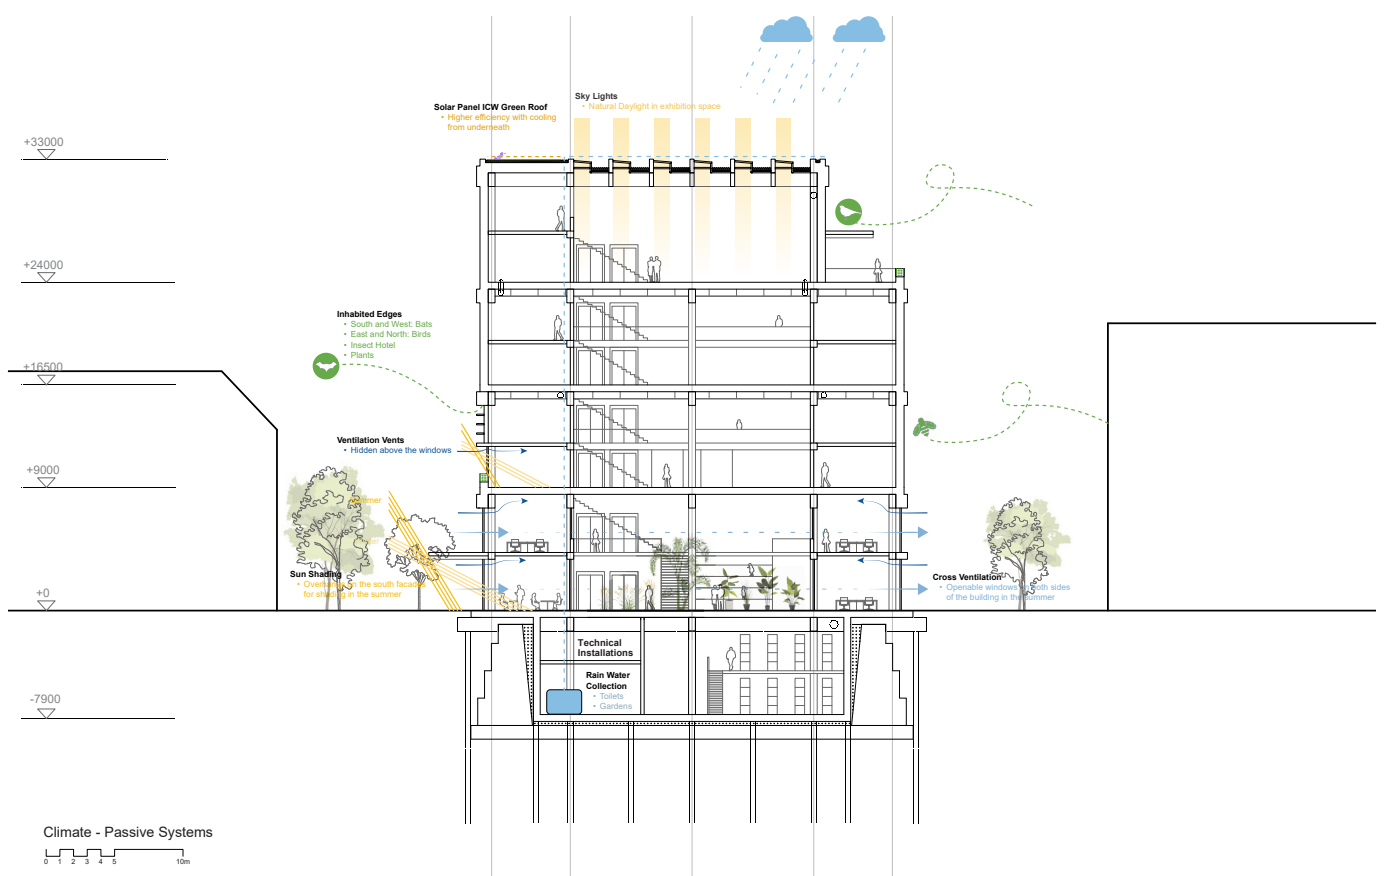 Solar Panel ICW Green Roof
• Higher efficiency with cooling
from underneath
Sky Lights
• Natural Daylight in exhibition space
+33000
+24000
Inhabited Edges
• South and West: Bats
• East and North: Birds
• Insect Hotel
• Plants
+16500
Ventilation Vents
• Hidden above the windows
+9000
Sun Shading
• Overhang on the south facades
for shading in the summer
Cross Ventilation
• Openable windows on both sides
of the building in the summer
+0
Technical
Installations
Rain Water
Collection
• Toilets
• Gardens
-7900
Climate - Passive Systems
0 1 2 3 4 5 10m